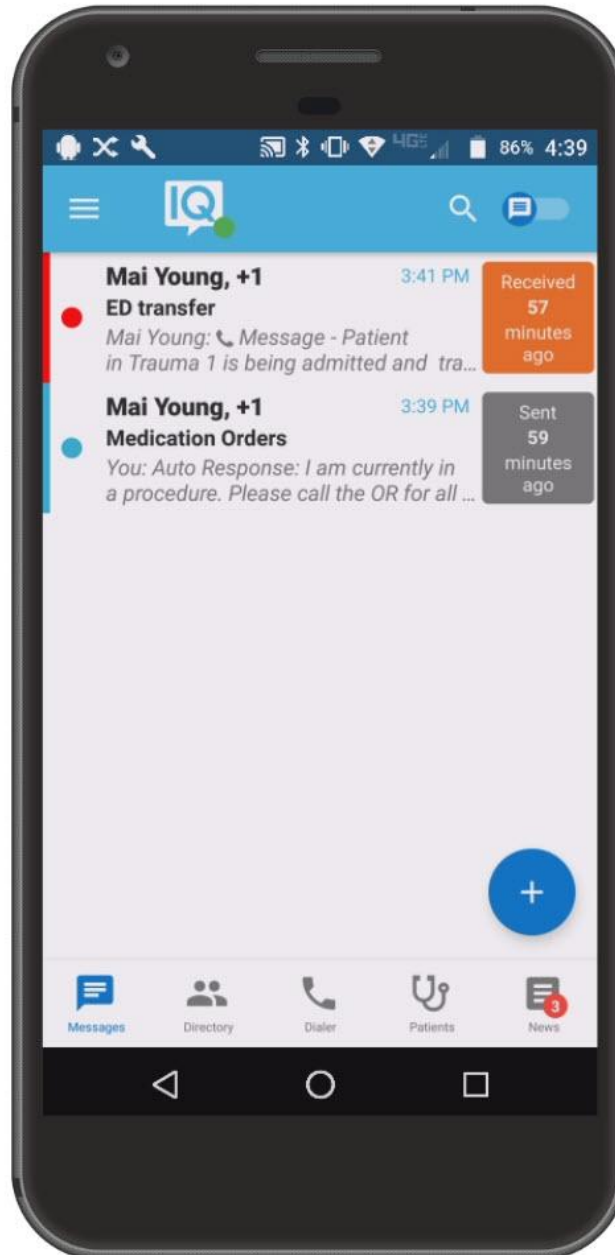 4G 86% 4:39
IQ
Mai Young, +1 3:41 PM
ED transfer
Mai Young: Message - Patient
in Trauma 1 is being admitted and tra...
Received
57
minutes
ago
Mai Young, +1 3:39 PM
Medication Orders
You: Auto Response: I am currently in
a procedure. Please call the OR for all ...
Sent
59
minutes
ago
+
Messages Directory Dialer Patients News
3